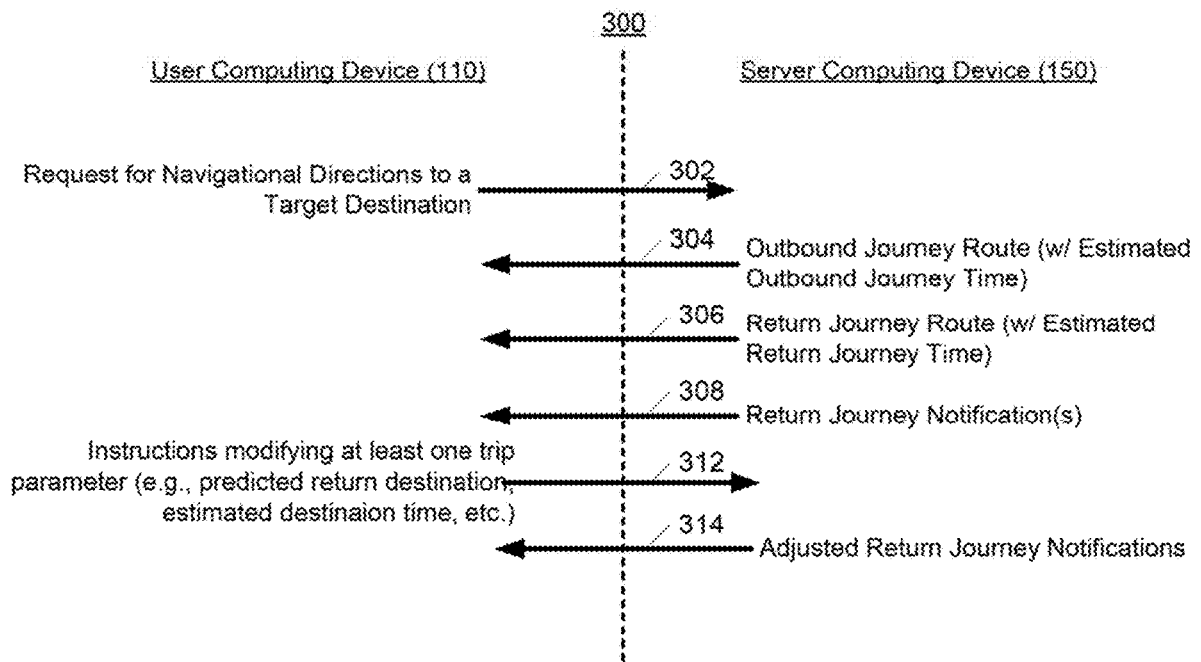 300
User Computing Device (110)
Server Computing Device (150)
Request for Navigational Directions to a
Target Destination
302
304
Outbound Journey Route (w/ Estimated
Outbound Journey Time)
306
Return Journey Route (w/ Estimated
Return Journey Time)
308
Return Journey Notification(s)
Instructions modifying at least one trip
parameter (e.g., predicted return destination,
estimated destinaion time, etc.)
312
314
Adjusted Return Journey Notifications